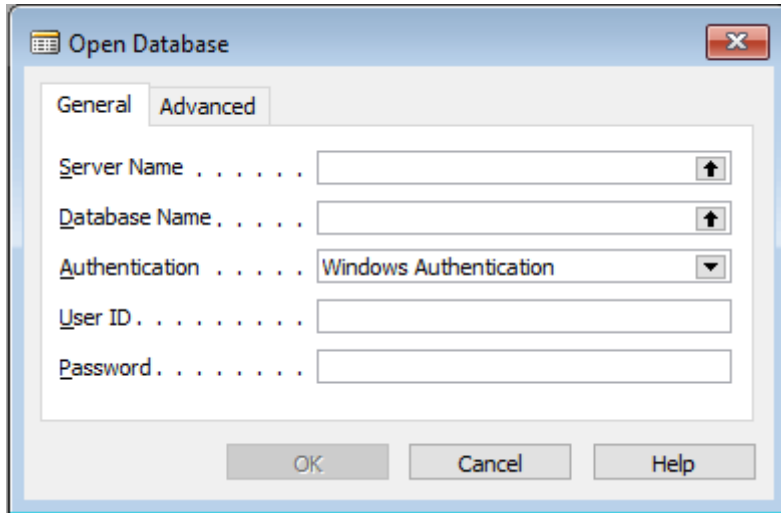 Open Database
General Advanced
Server Name . . . . . .
Database Name . . . . .
Authentication . . . . . Windows Authentication
User ID . . . . . . . . .
Password . . . . . . . .
OK Cancel Help